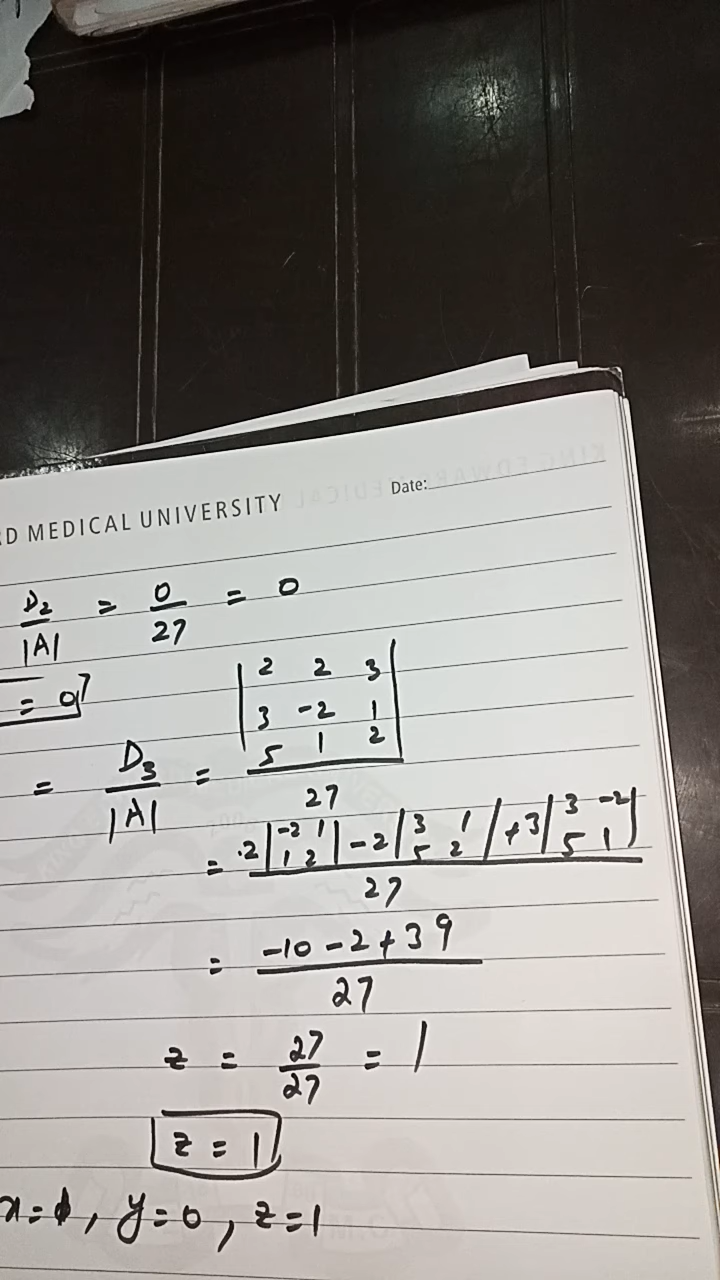 RD MEDICAL UNIVERSITY Date:
D₂/|A| = 0/27 = 0
= 0
= D₃/|A| = |2 2 3; 3 -2 1; 5 1 2|/27
= 2|-2 1; 1 2| - 2|3 1; 5 2| + 3|3 -2; 5 1|/27
= -10 - 2 + 39/27
z = 27/27 = 1
z = 1
x = 1, y = 0, z = 1